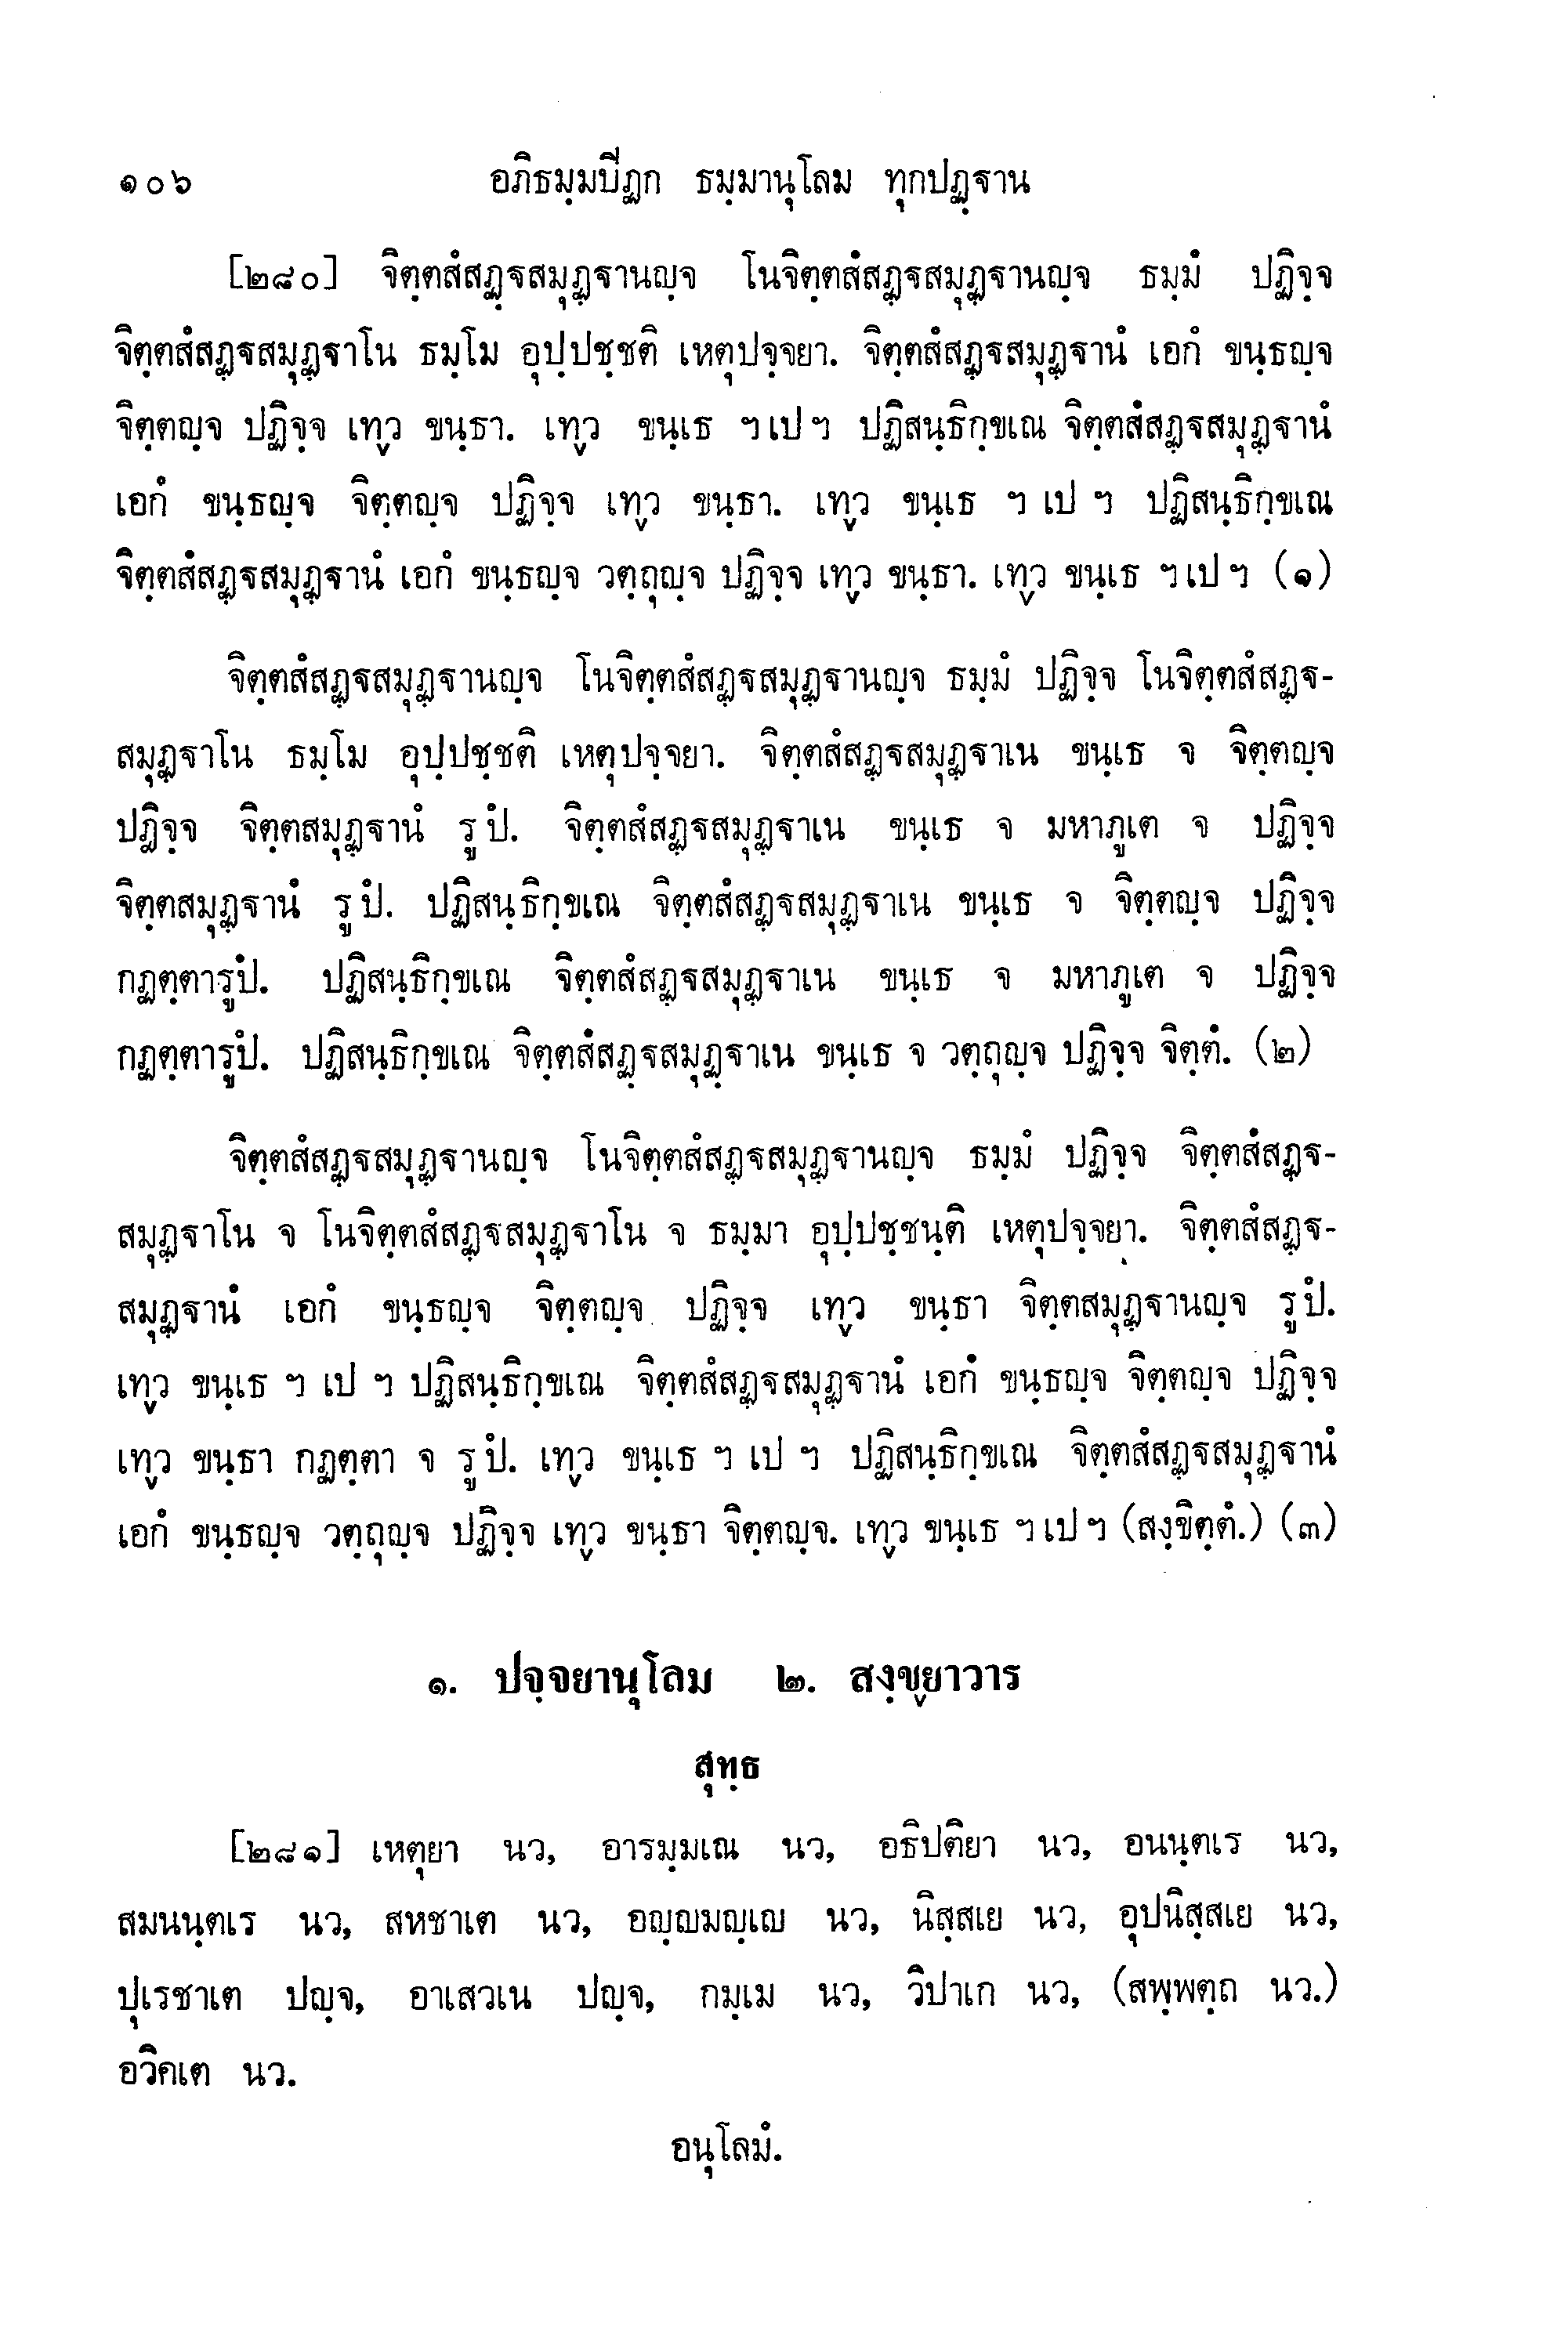 ๑๐๖ อภิธมฺมปีฏก ธมฺมานุโลม ทุกปฏฺฐาน
[๒๘๐] จิตฺตสํสฏฺฐสมุฏฺฐานญฺจ โนจิตฺตสํสฏฺฐสมุฏฺฐานญฺจ ธมฺมํ ปฏิจฺจ
จิตฺตสํสฏฺฐสมุฏฺฐาโน ธมฺโม อุปฺปชฺชติ เหตุปจฺจยา. จิตฺตสํสฏฺฐสมุฏฺฐานํ เอกํ ขนฺธญฺจ
จิตฺตญฺจ ปฏิจฺจ เทฺว ขนฺธา. เทฺว ขนฺเธ ฯ เป ฯ ปฏิสนฺธิกฺขเณ จิตฺตสํสฏฺฐสมุฏฺฐานํ
เอกํ ขนฺธญฺจ จิตฺตญฺจ ปฏิจฺจ เทฺว ขนฺธา. เทฺว ขนฺเธ ฯ เป ฯ ปฏิสนฺธิกฺขเณ
จิตฺตสํสฏฺฐสมุฏฺฐานํ เอกํ ขนฺธญฺจ วตฺถุญฺจ ปฏิจฺจ เทฺว ขนฺธา. เทฺว ขนฺเธ ฯ เป ฯ (๑)
จิตฺตสํสฏฺฐสมุฏฺฐานญฺจ โนจิตฺตสํสฏฺฐสมุฏฺฐานญฺจ ธมฺมํ ปฏิจฺจ โนจิตฺตสํสฏฺฐ-
สมุฏฺฐาโน ธมฺโม อุปฺปชฺชติ เหตุปจฺจยา. จิตฺตสํสฏฺฐสมุฏฺฐาเน ขนฺเธ จ จิตฺตญฺจ
ปฏิจฺจ จิตฺตสมุฏฺฐานํ รูปํ. จิตฺตสํสฏฺฐสมุฏฺฐาเน ขนฺเธ จ มหาภูเต จ ปฏิจฺจ
จิตฺตสมุฏฺฐานํ รูปํ. ปฏิสนฺธิกฺขเณ จิตฺตสํสฏฺฐสมุฏฺฐาเน ขนฺเธ จ จิตฺตญฺจ ปฏิจฺจ
กฏตฺตารูปํ. ปฏิสนฺธิกฺขเณ จิตฺตสํสฏฺฐสมุฏฺฐาเน ขนฺเธ จ มหาภูเต จ ปฏิจฺจ
กฏตฺตารูปํ. ปฏิสนฺธิกฺขเณ จิตฺตสํสฏฺฐสมุฏฺฐาเน ขนฺเธ จ วตฺถุญฺจ ปฏิจฺจ จิตฺตํ. (๒)
จิตฺตสํสฏฺฐสมุฏฺฐานญฺจ โนจิตฺตสํสฏฺฐสมุฏฺฐานญฺจ ธมฺมํ ปฏิจฺจ จิตฺตสํสฏฺฐ-
สมุฏฺฐาโน จ โนจิตฺตสํสฏฺฐสมุฏฺฐาโน จ ธมฺมา อุปฺปชฺชนฺติ เหตุปจฺจยา. จิตฺตสํสฏฺฐ-
สมุฏฺฐานํ เอกํ ขนฺธญฺจ จิตฺตญฺจ ปฏิจฺจ เทฺว ขนฺธา จิตฺตสมุฏฺฐานญฺจ รูปํ.
เทฺว ขนฺเธ ฯ เป ฯ ปฏิสนฺธิกฺขเณ จิตฺตสํสฏฺฐสมุฏฺฐานํ เอกํ ขนฺธญฺจ จิตฺตญฺจ ปฏิจฺจ
เทฺว ขนฺธา กฏตฺตา จ รูปํ. เทฺว ขนฺเธ ฯ เป ฯ ปฏิสนฺธิกฺขเณ จิตฺตสํสฏฺฐสมุฏฺฐานํ
เอกํ ขนฺธญฺจ วตฺถุญฺจ ปฏิจฺจ เทฺว ขนฺธา จิตฺตญฺจ. เทฺว ขนฺเธ ฯ เป ฯ (สงฺขิตฺตํ.) (๓)
๑. ปจฺจยานุโลม ๒. สงฺขฺยาวาร
สุทฺธ
[๒๘๑] เหตุยา นว, อารมฺมเณ นว, อธิปติยา นว, อนนฺตเร นว,
สมนนฺตเร นว, สหชาเต นว, อญฺญมญฺเญ นว, นิสฺสเย นว, อุปนิสฺสเย นว,
ปุเรชาเต ปญฺจ, อาเสวเน ปญฺจ, กมฺเม นว, วิปาเก นว, (สพฺพตฺถ นว.)
อวิคเต นว.
อนุโลมํ.